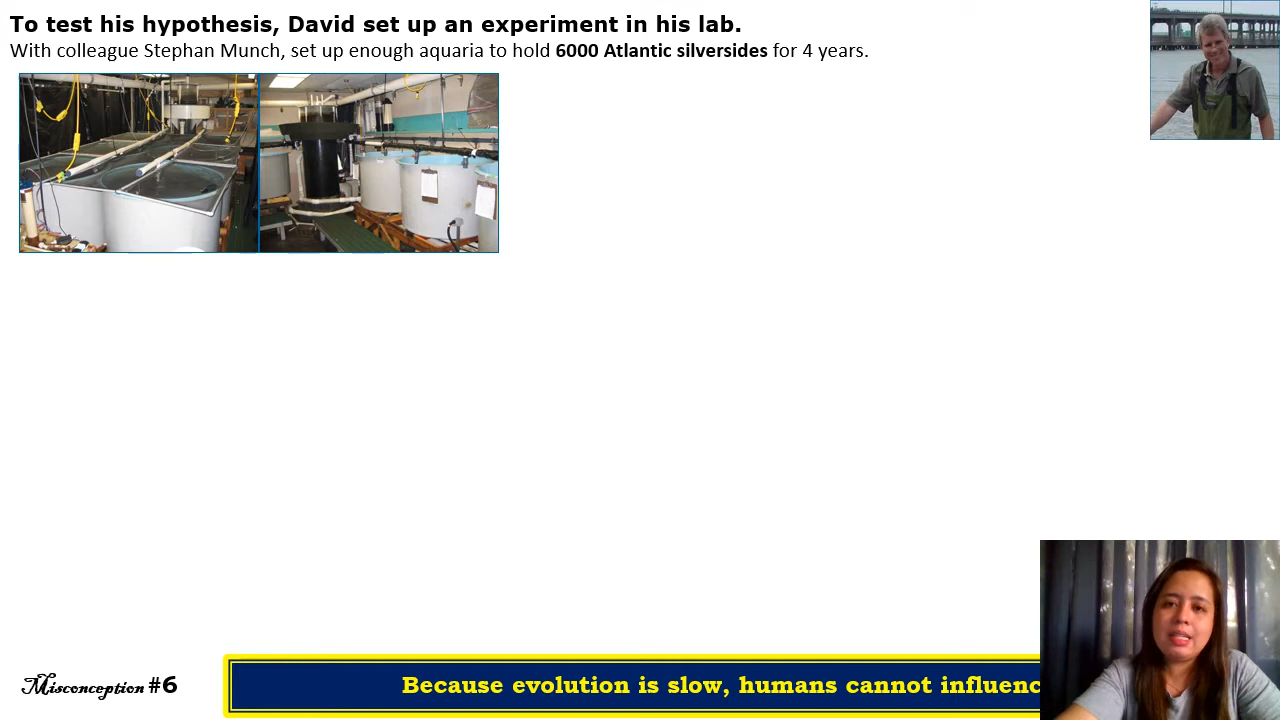 To test his hypothesis, David set up an experiment in his lab.
With colleague Stephan Munch, set up enough aquaria to hold 6000 Atlantic silversides for 4 years.
Misconception #6
Because evolution is slow, humans cannot influenc